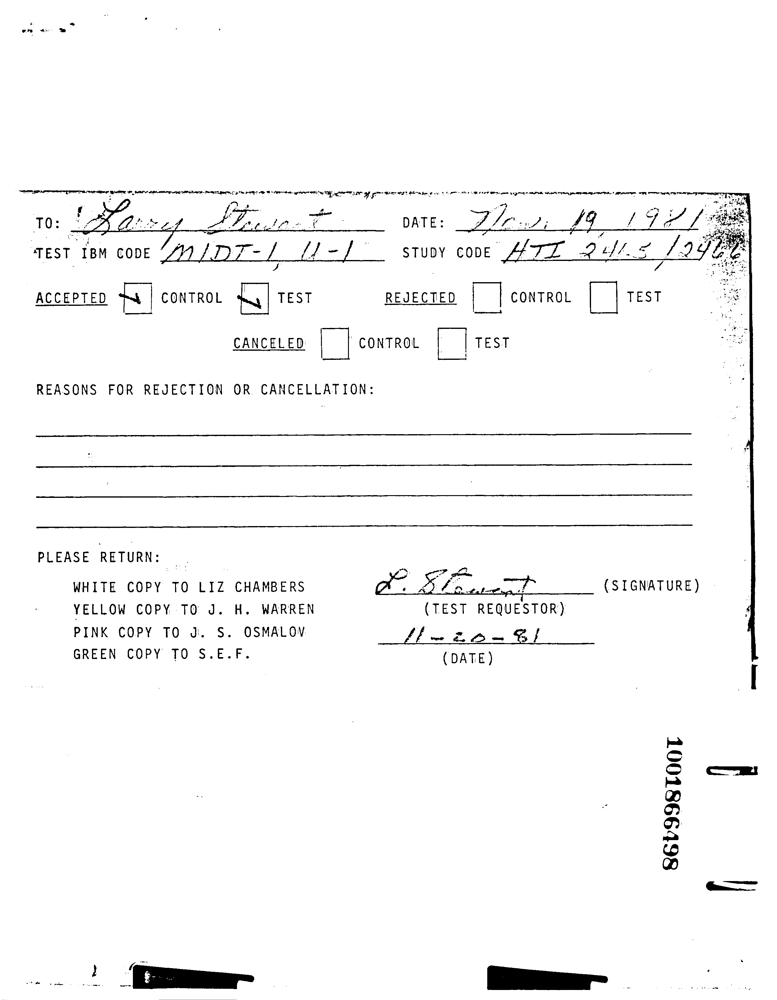 TO: Larry Stewart DATE: Nov. 19, 1981
TEST IBM CODE MIDT-1, 11-1 STUDY CODE HTI 2415/2466
ACCEPTED CONTROL TEST REJECTED CONTROL TEST
CANCELED CONTROL TEST
REASONS FOR REJECTION OR CANCELLATION:
PLEASE RETURN:
WHITE COPY TO LIZ CHAMBERS L. Stewart (SIGNATURE)
YELLOW COPY TO J. H. WARREN (TEST REQUESTOR)
PINK COPY TO J. S. OSMALOV 11-20-81
GREEN COPY TO S.E.F. (DATE)
1001866498